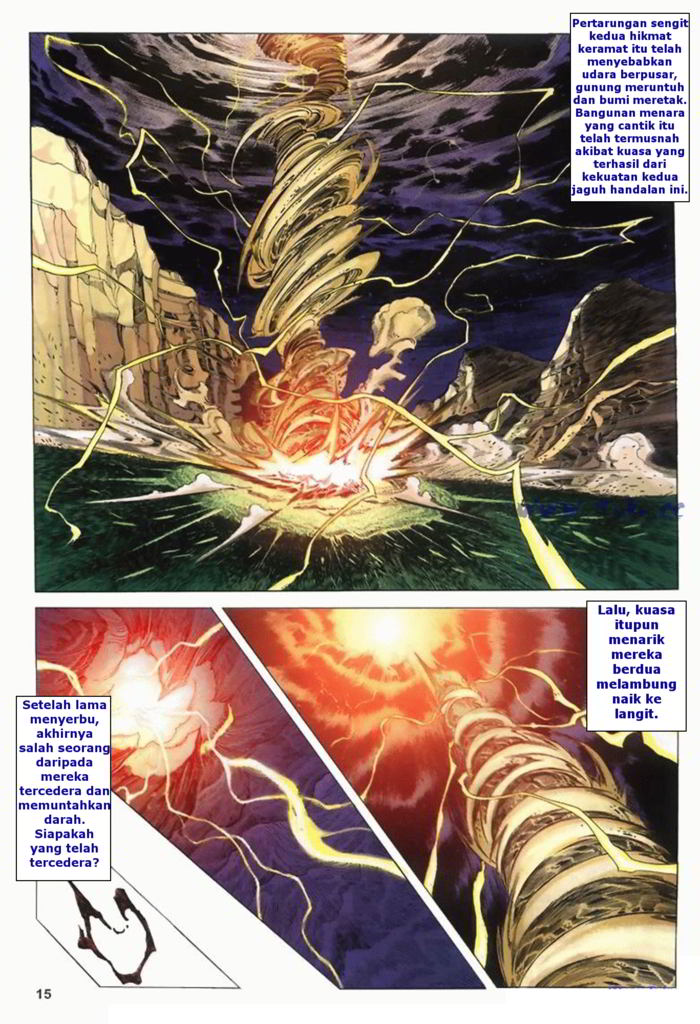 Pertarungan sengit
kedua hikmat
keramat itu telah
menyebabkan
udara berpusar,
gunung meruntuh
dan bumi meretak.
Bangunan menara
yang cantik itu
telah termusnah
akibat kuasa yang
terhasil dari
kekuatan kedua
jaguh handalan ini.
Lalu, kuasa
itupun
menarik
mereka
berdua
melambung
naik ke
langit.
Setelah lama
menyerbu,
akhirnya
salah seorang
daripada
mereka
tercedera dan
memuntahkan
darah.
Siapakah
yang telah
tercedera?
15